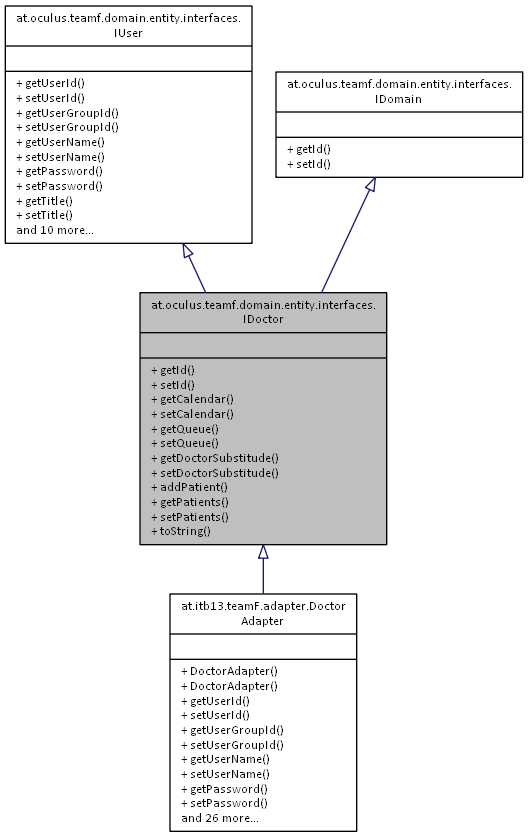 at.oculus.teamf.domain.entity.interfaces.
IUser
+ getUserId()
+ setUserId()
+ getUserGroupId()
+ setUserGroupId()
+ getUserName()
+ setUserName()
+ getPassword()
+ setPassword()
+ getTitle()
+ setTitle()
and 10 more...
at.oculus.teamf.domain.entity.interfaces.
IDomain
+ getId()
+ setId()
at.oculus.teamf.domain.entity.interfaces.
IDoctor
+ getId()
+ setId()
+ getCalendar()
+ setCalendar()
+ getQueue()
+ setQueue()
+ getDoctorSubstitude()
+ setDoctorSubstitude()
+ addPatient()
+ getPatients()
+ setPatients()
+ toString()
at.itb13.teamF.adapter.Doctor
Adapter
+ DoctorAdapter()
+ DoctorAdapter()
+ getUserId()
+ setUserId()
+ getUserGroupId()
+ setUserGroupId()
+ getUserName()
+ setUserName()
+ getPassword()
+ setPassword()
and 26 more...